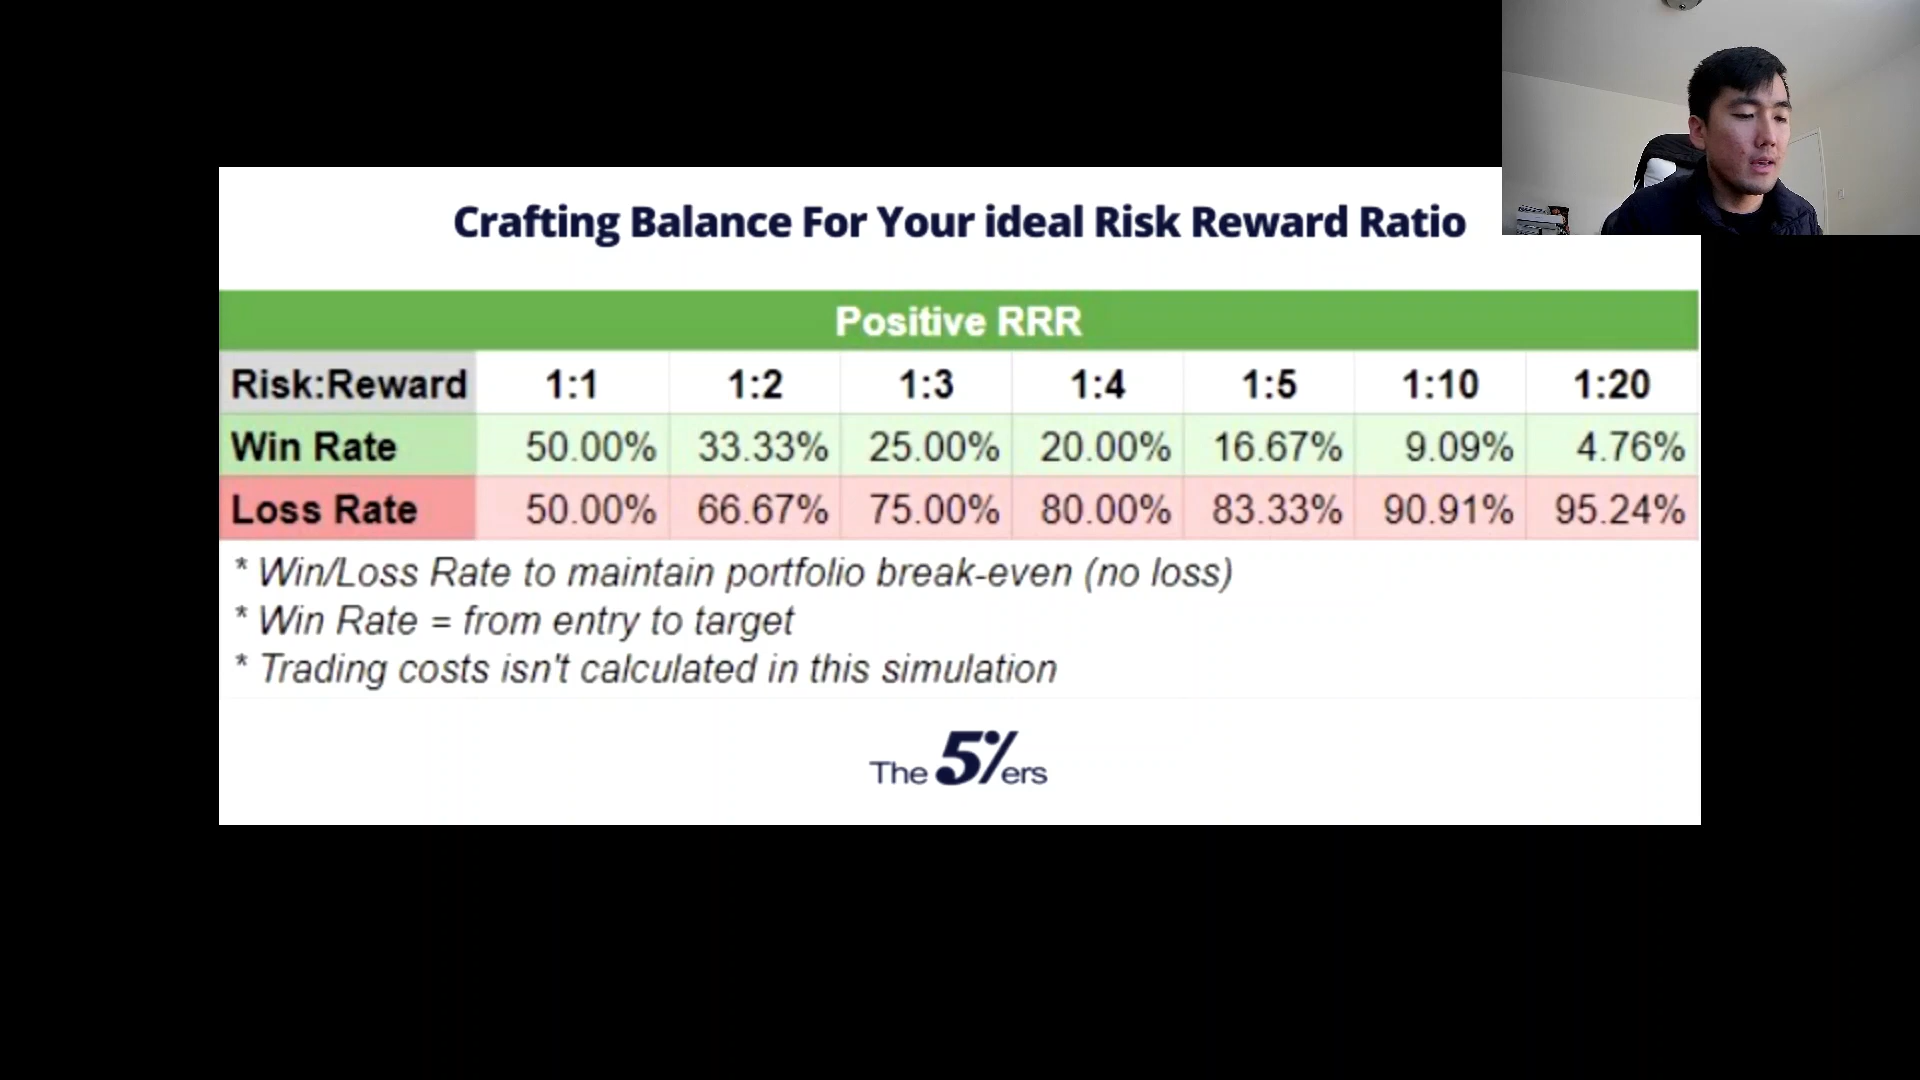 Crafting Balance For Your ideal Risk Reward Ratio
Positive RRR
Risk:Reward 1:1 1:2 1:3 1:4 1:5 1:10 1:20
Win Rate 50.00% 33.33% 25.00% 20.00% 16.67% 9.09% 4.76%
Loss Rate 50.00% 66.67% 75.00% 80.00% 83.33% 90.91% 95.24%
* Win/Loss Rate to maintain portfolio break-even (no loss)
* Win Rate = from entry to target
* Trading costs isn't calculated in this simulation
The 5%ers